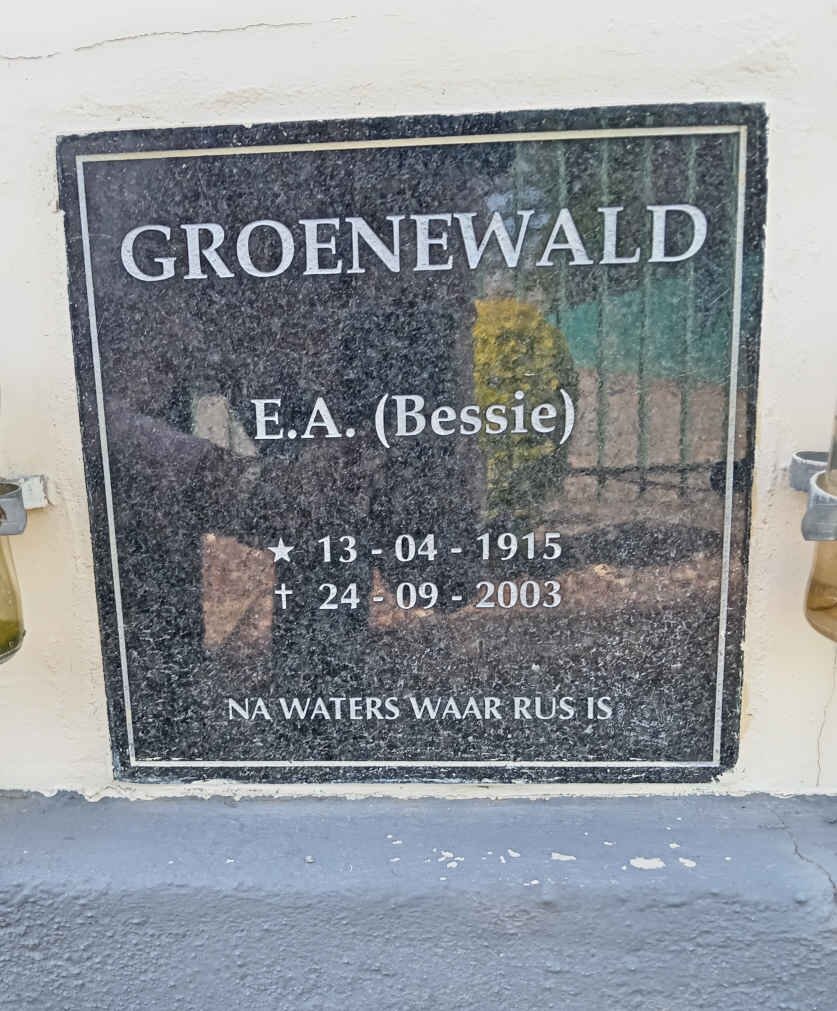 GROENEWALD
E.A. (Bessie)
★ 13 - 04 - 1915
✝ 24 - 09 - 2003
NA WATERS WAAR RUS IS